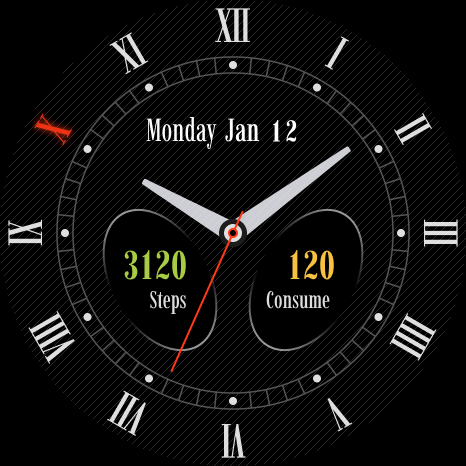 XII
XI
I
X
II
Monday Jan 12
IX
III
3120
Steps
120
Consume
VIII
IIII
VII
V
VI